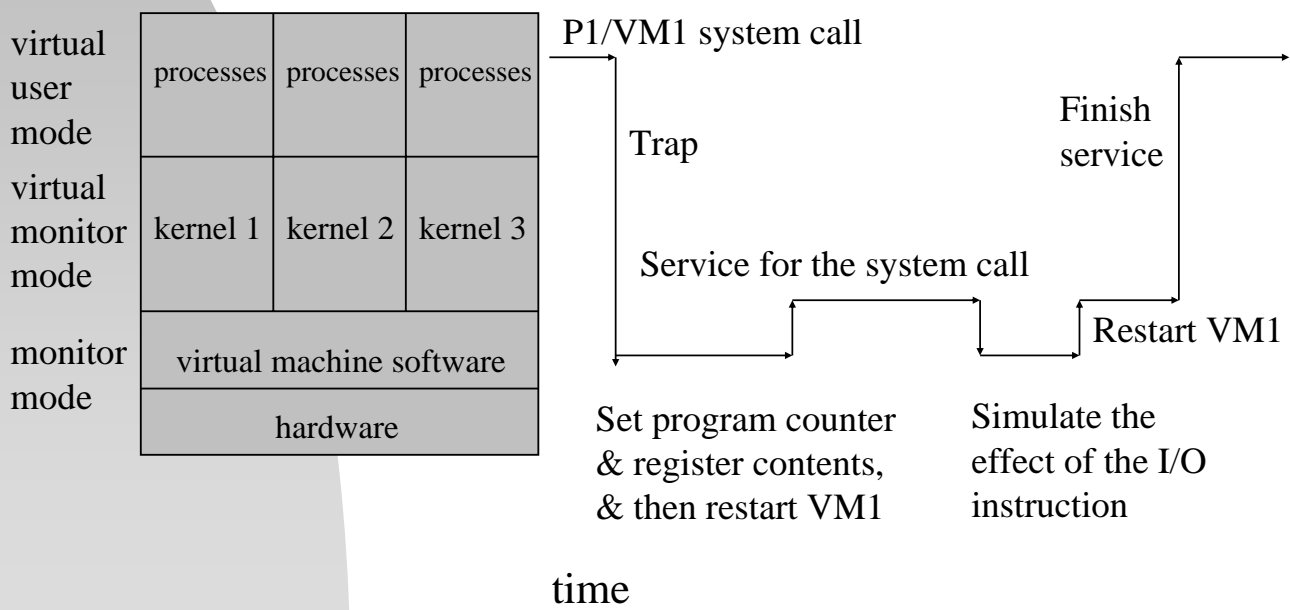 virtual
user
mode
processes processes processes
virtual
monitor
mode
kernel 1 kernel 2 kernel 3
monitor
mode
virtual machine software
hardware
P1/VM1 system call
Trap
Finish
service
Service for the system call
Restart VM1
Set program counter
& register contents,
& then restart VM1
Simulate the
effect of the I/O
instruction
time